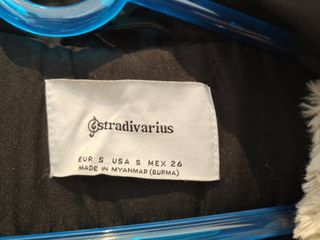 stradivarius
EUR S USA S MEX 26
MADE IN MYANMAR (BURMA)